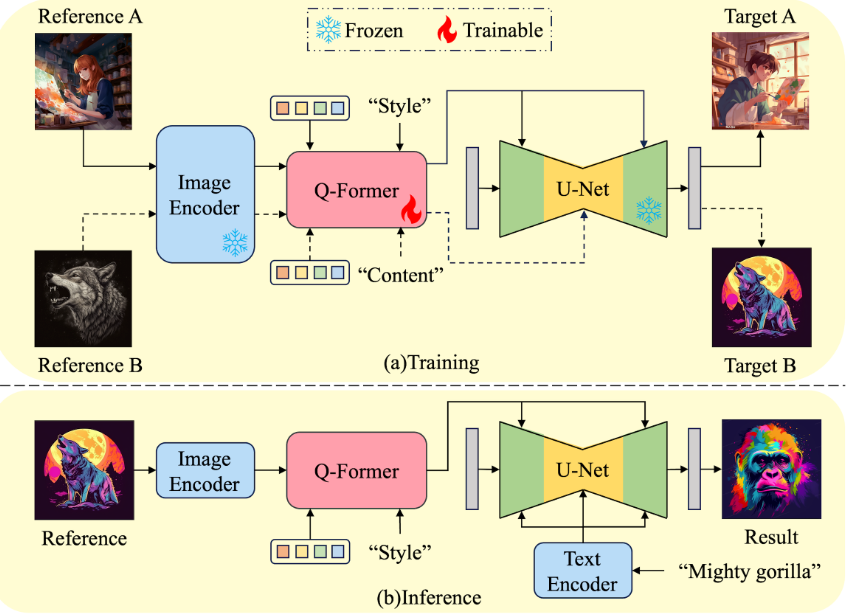 Reference A
Frozen
Trainable
Target A
“Style”
Image
Encoder
Q-Former
U-Net
“Content”
Reference B
(a)Training
Target B
Image
Encoder
Q-Former
U-Net
Reference
“Style”
Text
Encoder
“Mighty gorilla”
Result
(b)Inference